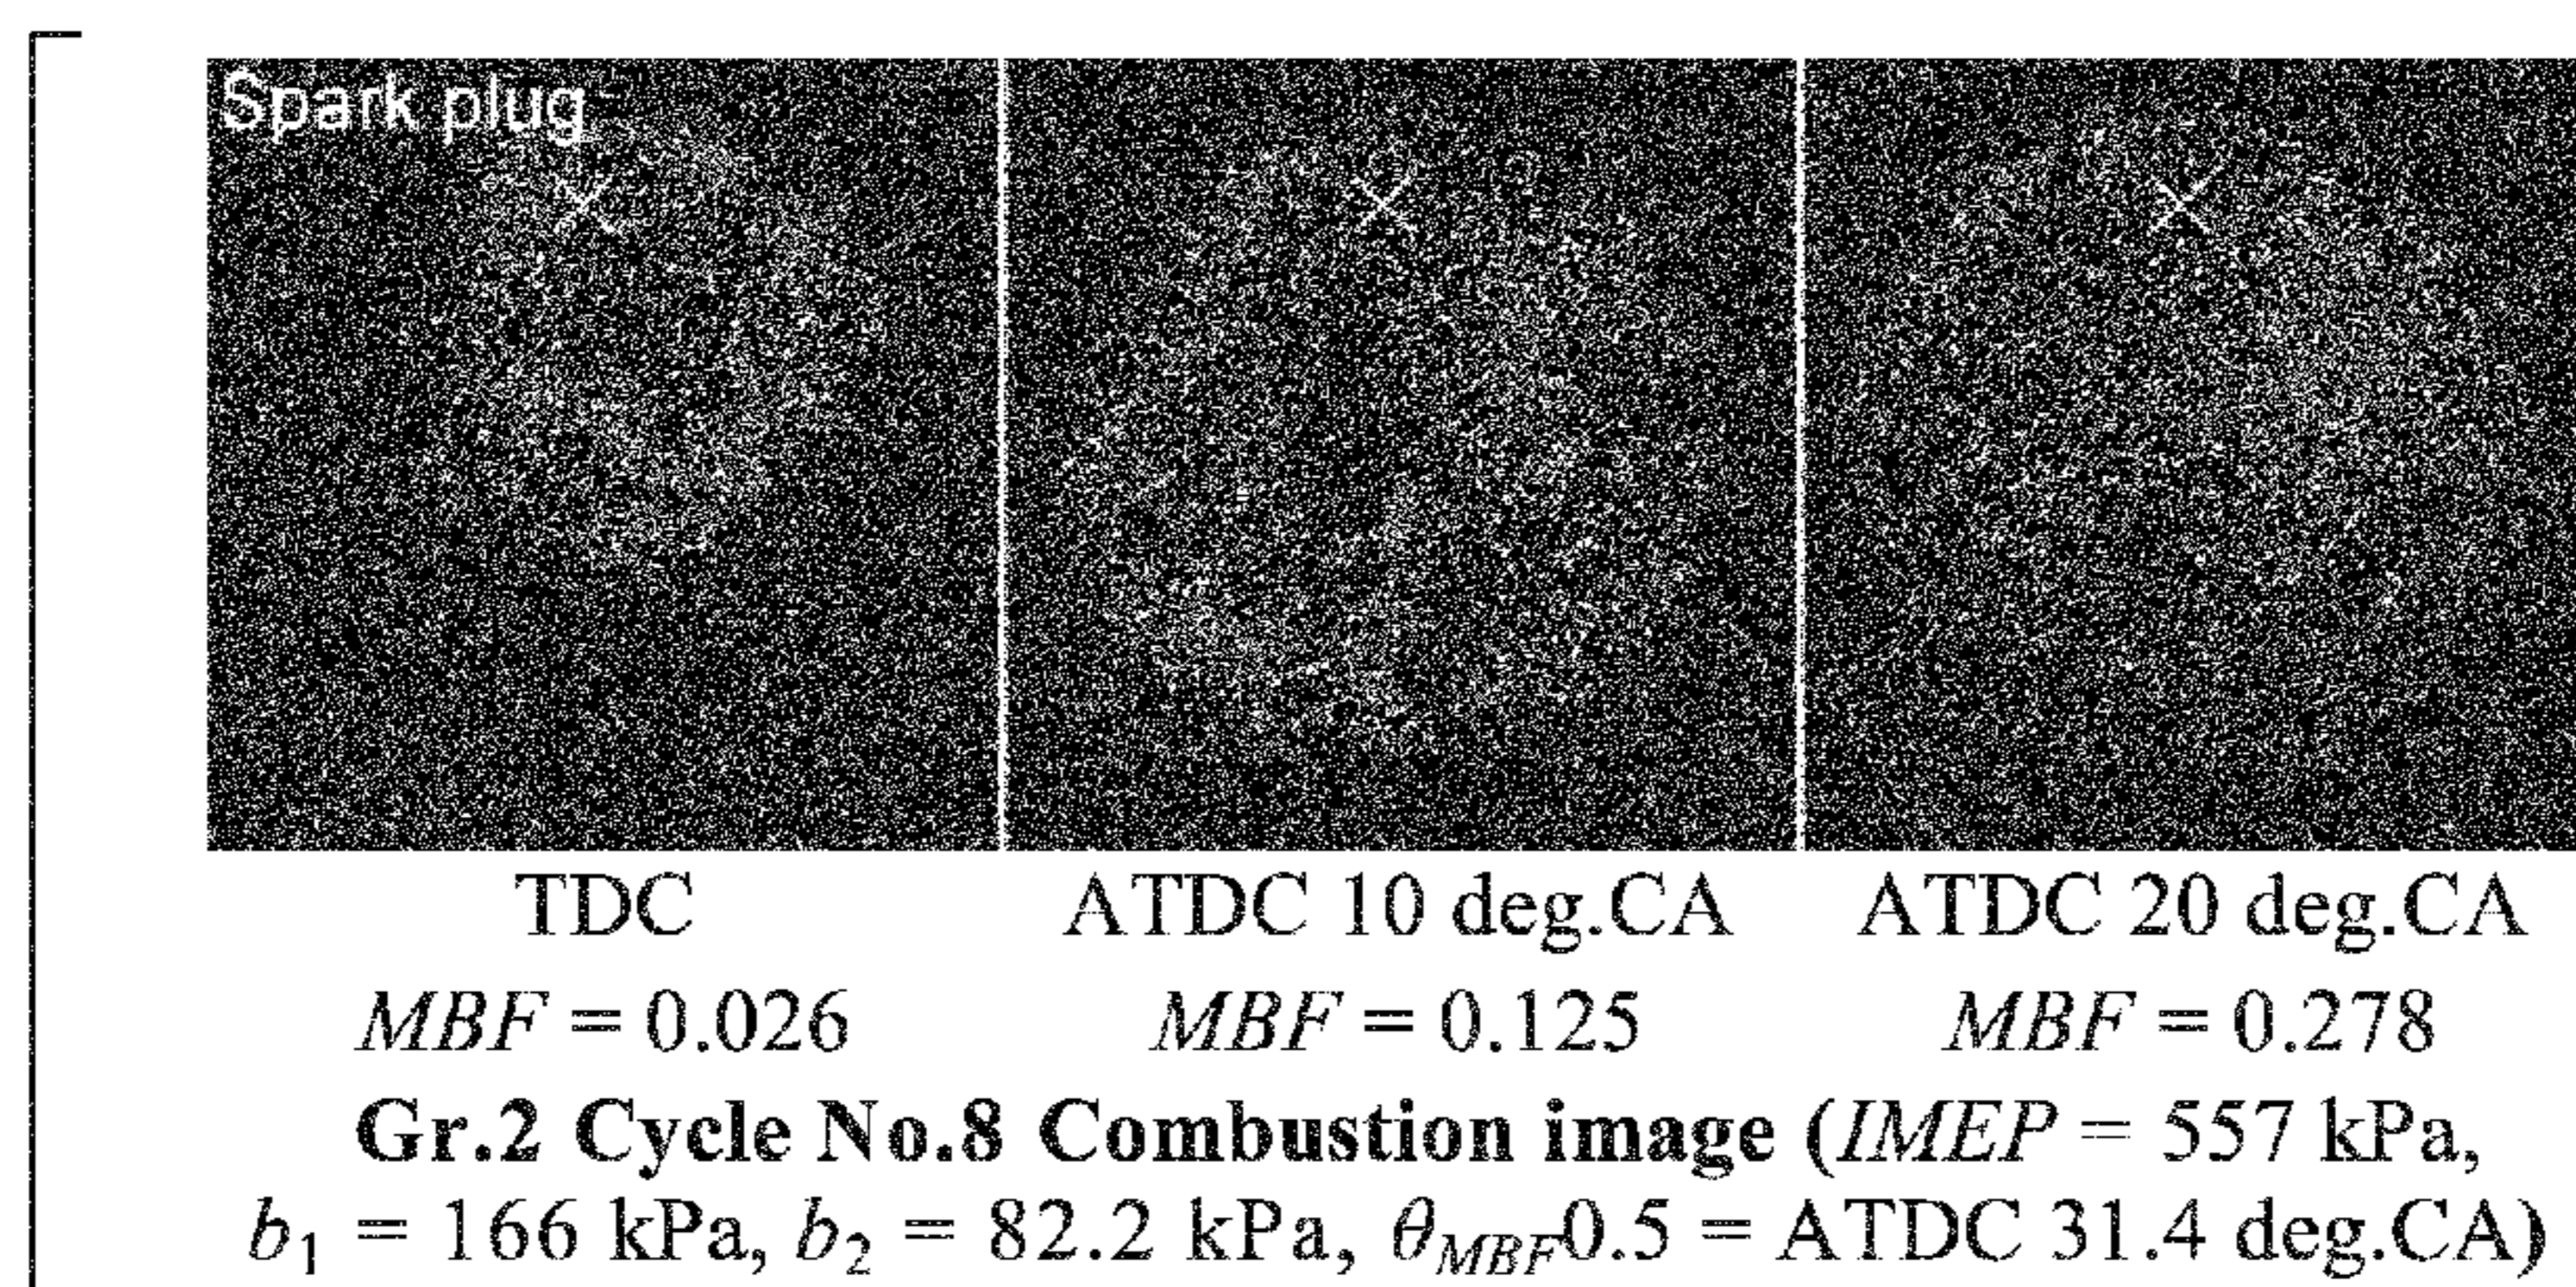 Spark plug
TDC ATDC 10 deg.CA ATDC 20 deg.CA
MBF = 0.026 MBF = 0.125 MBF = 0.278
Gr.2 Cycle No.8 Combustion image (IMEP = 557 kPa,
b₁ = 166 kPa, b₂ = 82.2 kPa, θ_MBF0.5 = ATDC 31.4 deg.CA)